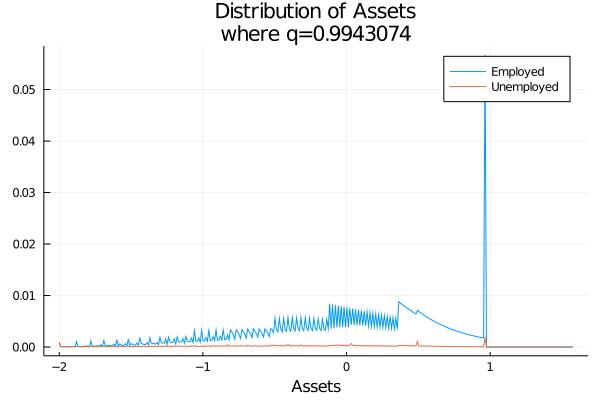 Distribution of Assets
where q=0.9943074
Employed
Unemployed
0.05
0.04
0.03
0.02
0.01
0.00
−2
−1
0
1
Assets